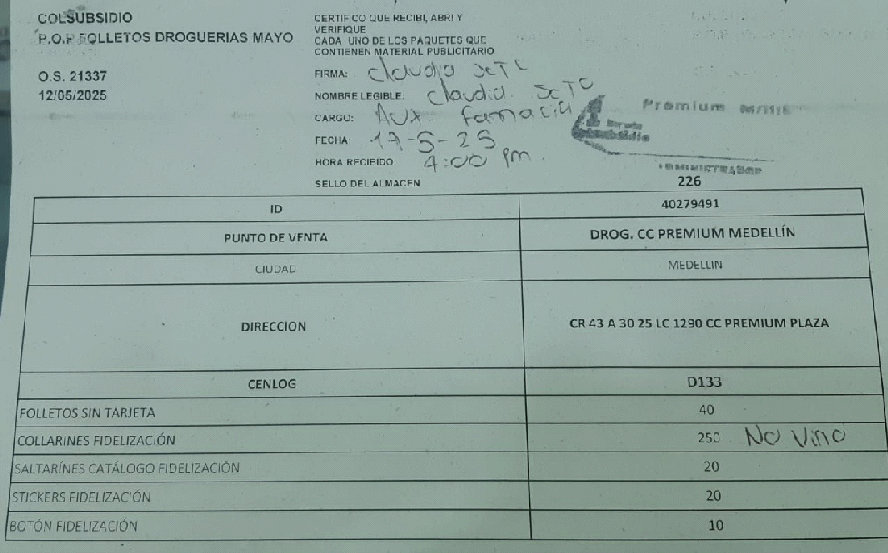 COLSUBSIDIO
P.O.P FOLLETOS DROGUERIAS MAYO
O.S. 21337
12/05/2025
CERTIFICO QUE RECIBI, ABRI Y
VERIFIQUE
CADA UNO DE LOS PAQUETES QUE
CONTIENEN MATERIAL PUBLICITARIO
FIRMA: Claudia
NOMBRE LEGIBLE: Claudia
CARGO: Aux farmacia
FECHA 17-5-25
HORA RECIBIDO 4:00 pm.
SELLO DEL ALMACEN
Premium
ADMINISTRADOR
226
ID 40279491
PUNTO DE VENTA DROG. CC PREMIUM MEDELLÍN
CIUDAD MEDELLIN
DIRECCION CR 43 A 30 25 LC 1290 CC PREMIUM PLAZA
CENLOG D133
FOLLETOS SIN TARJETA 40
COLLARINES FIDELIZACIÓN 250 No vino
SALTARÍNES CATÁLOGO FIDELIZACIÓN 20
STICKERS FIDELIZACIÓN 20
BOTÓN FIDELIZACIÓN 10